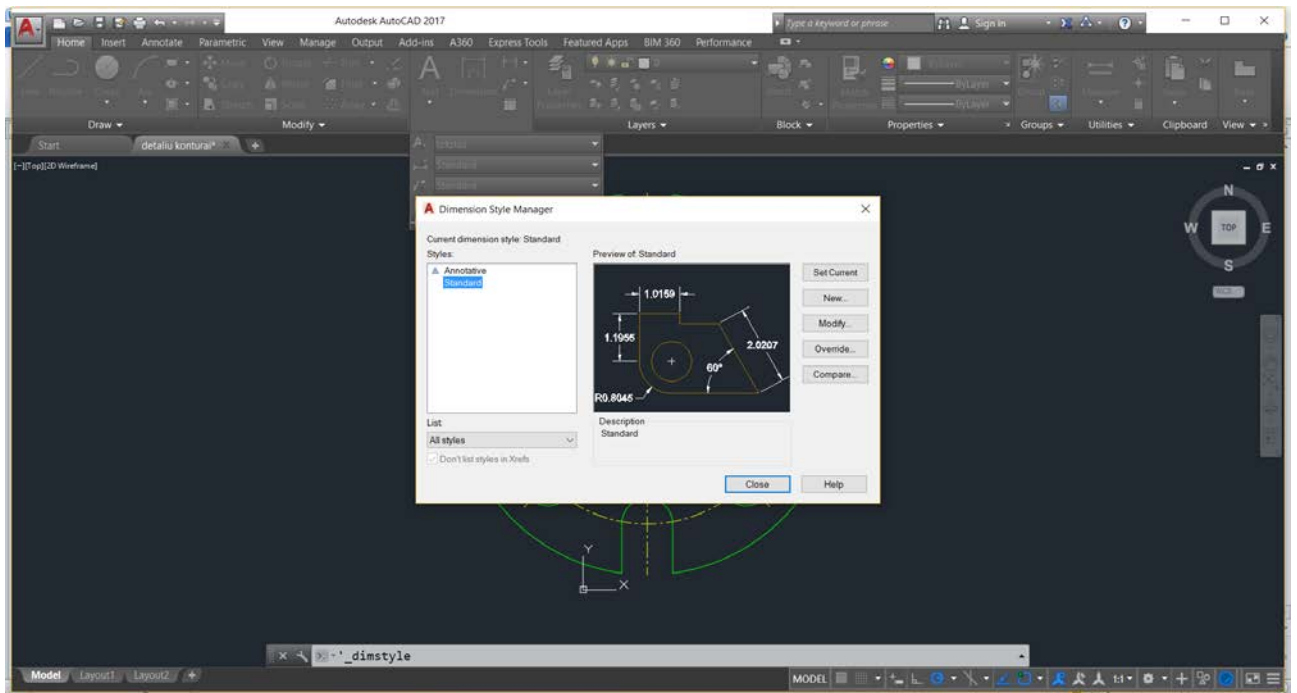 Autodesk AutoCAD 2017
Type a keyword or phrase
Sign In
Home Insert Annotate Parametric View Manage Output Add-ins A360 Express Tools Featured Apps BIM 360 Performance
Draw Modify Layers Block Properties Groups Utilities Clipboard View
Start detaliu konturai*
[-][Top][2D Wireframe]
Standard
Standard
N
W TOP E
S
Dimension Style Manager
Current dimension style: Standard
Styles:
Annotative
Standard
Preview of: Standard
1.0159
1.1955
2.0207
60°
R0.8045
Set Current
New...
Modify...
Override...
Compare...
List:
All styles
Don't list styles in Xrefs
Description
Standard
Close Help
Y
X
'_dimstyle
Model Layout1 Layout2
MODEL
1:1